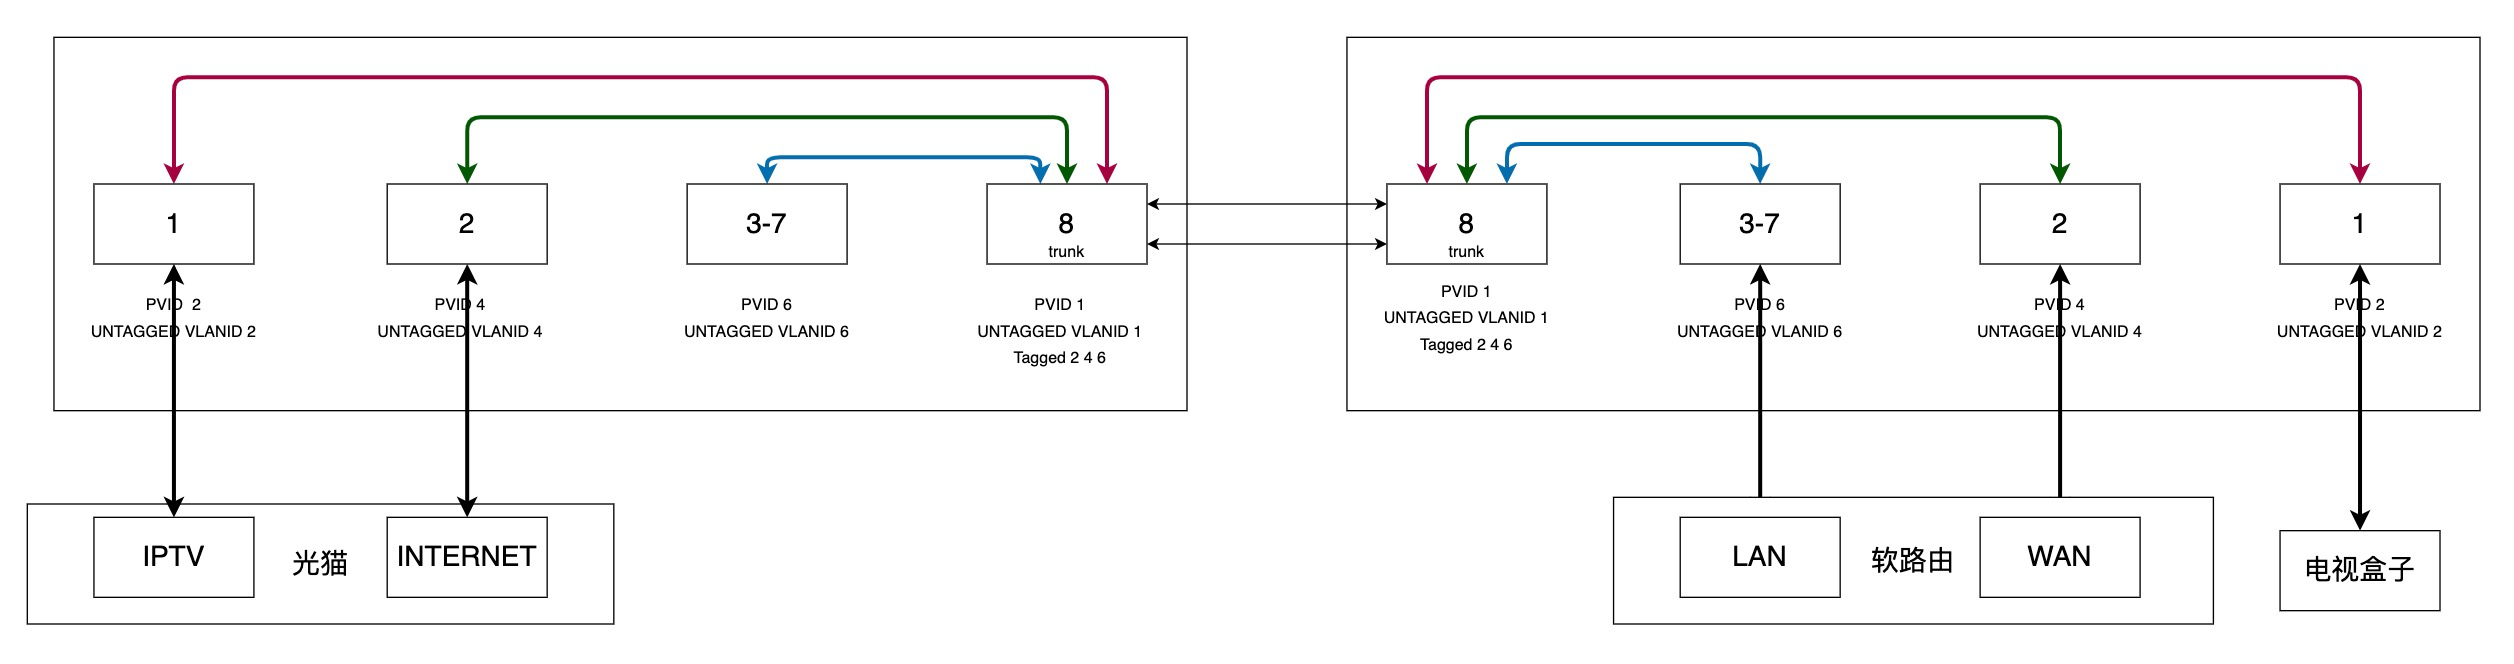 1
2
3-7
8
trunk
8
trunk
3-7
2
1
PVID 2
UNTAGGED VLANID 2
PVID 4
UNTAGGED VLANID 4
PVID 6
UNTAGGED VLANID 6
PVID 1
UNTAGGED VLANID 1
Tagged 2 4 6
PVID 1
UNTAGGED VLANID 1
Tagged 2 4 6
PVID 6
UNTAGGED VLANID 6
PVID 4
UNTAGGED VLANID 4
PVID 2
UNTAGGED VLANID 2
IPTV
光猫
INTERNET
LAN
软路由
WAN
电视盒子